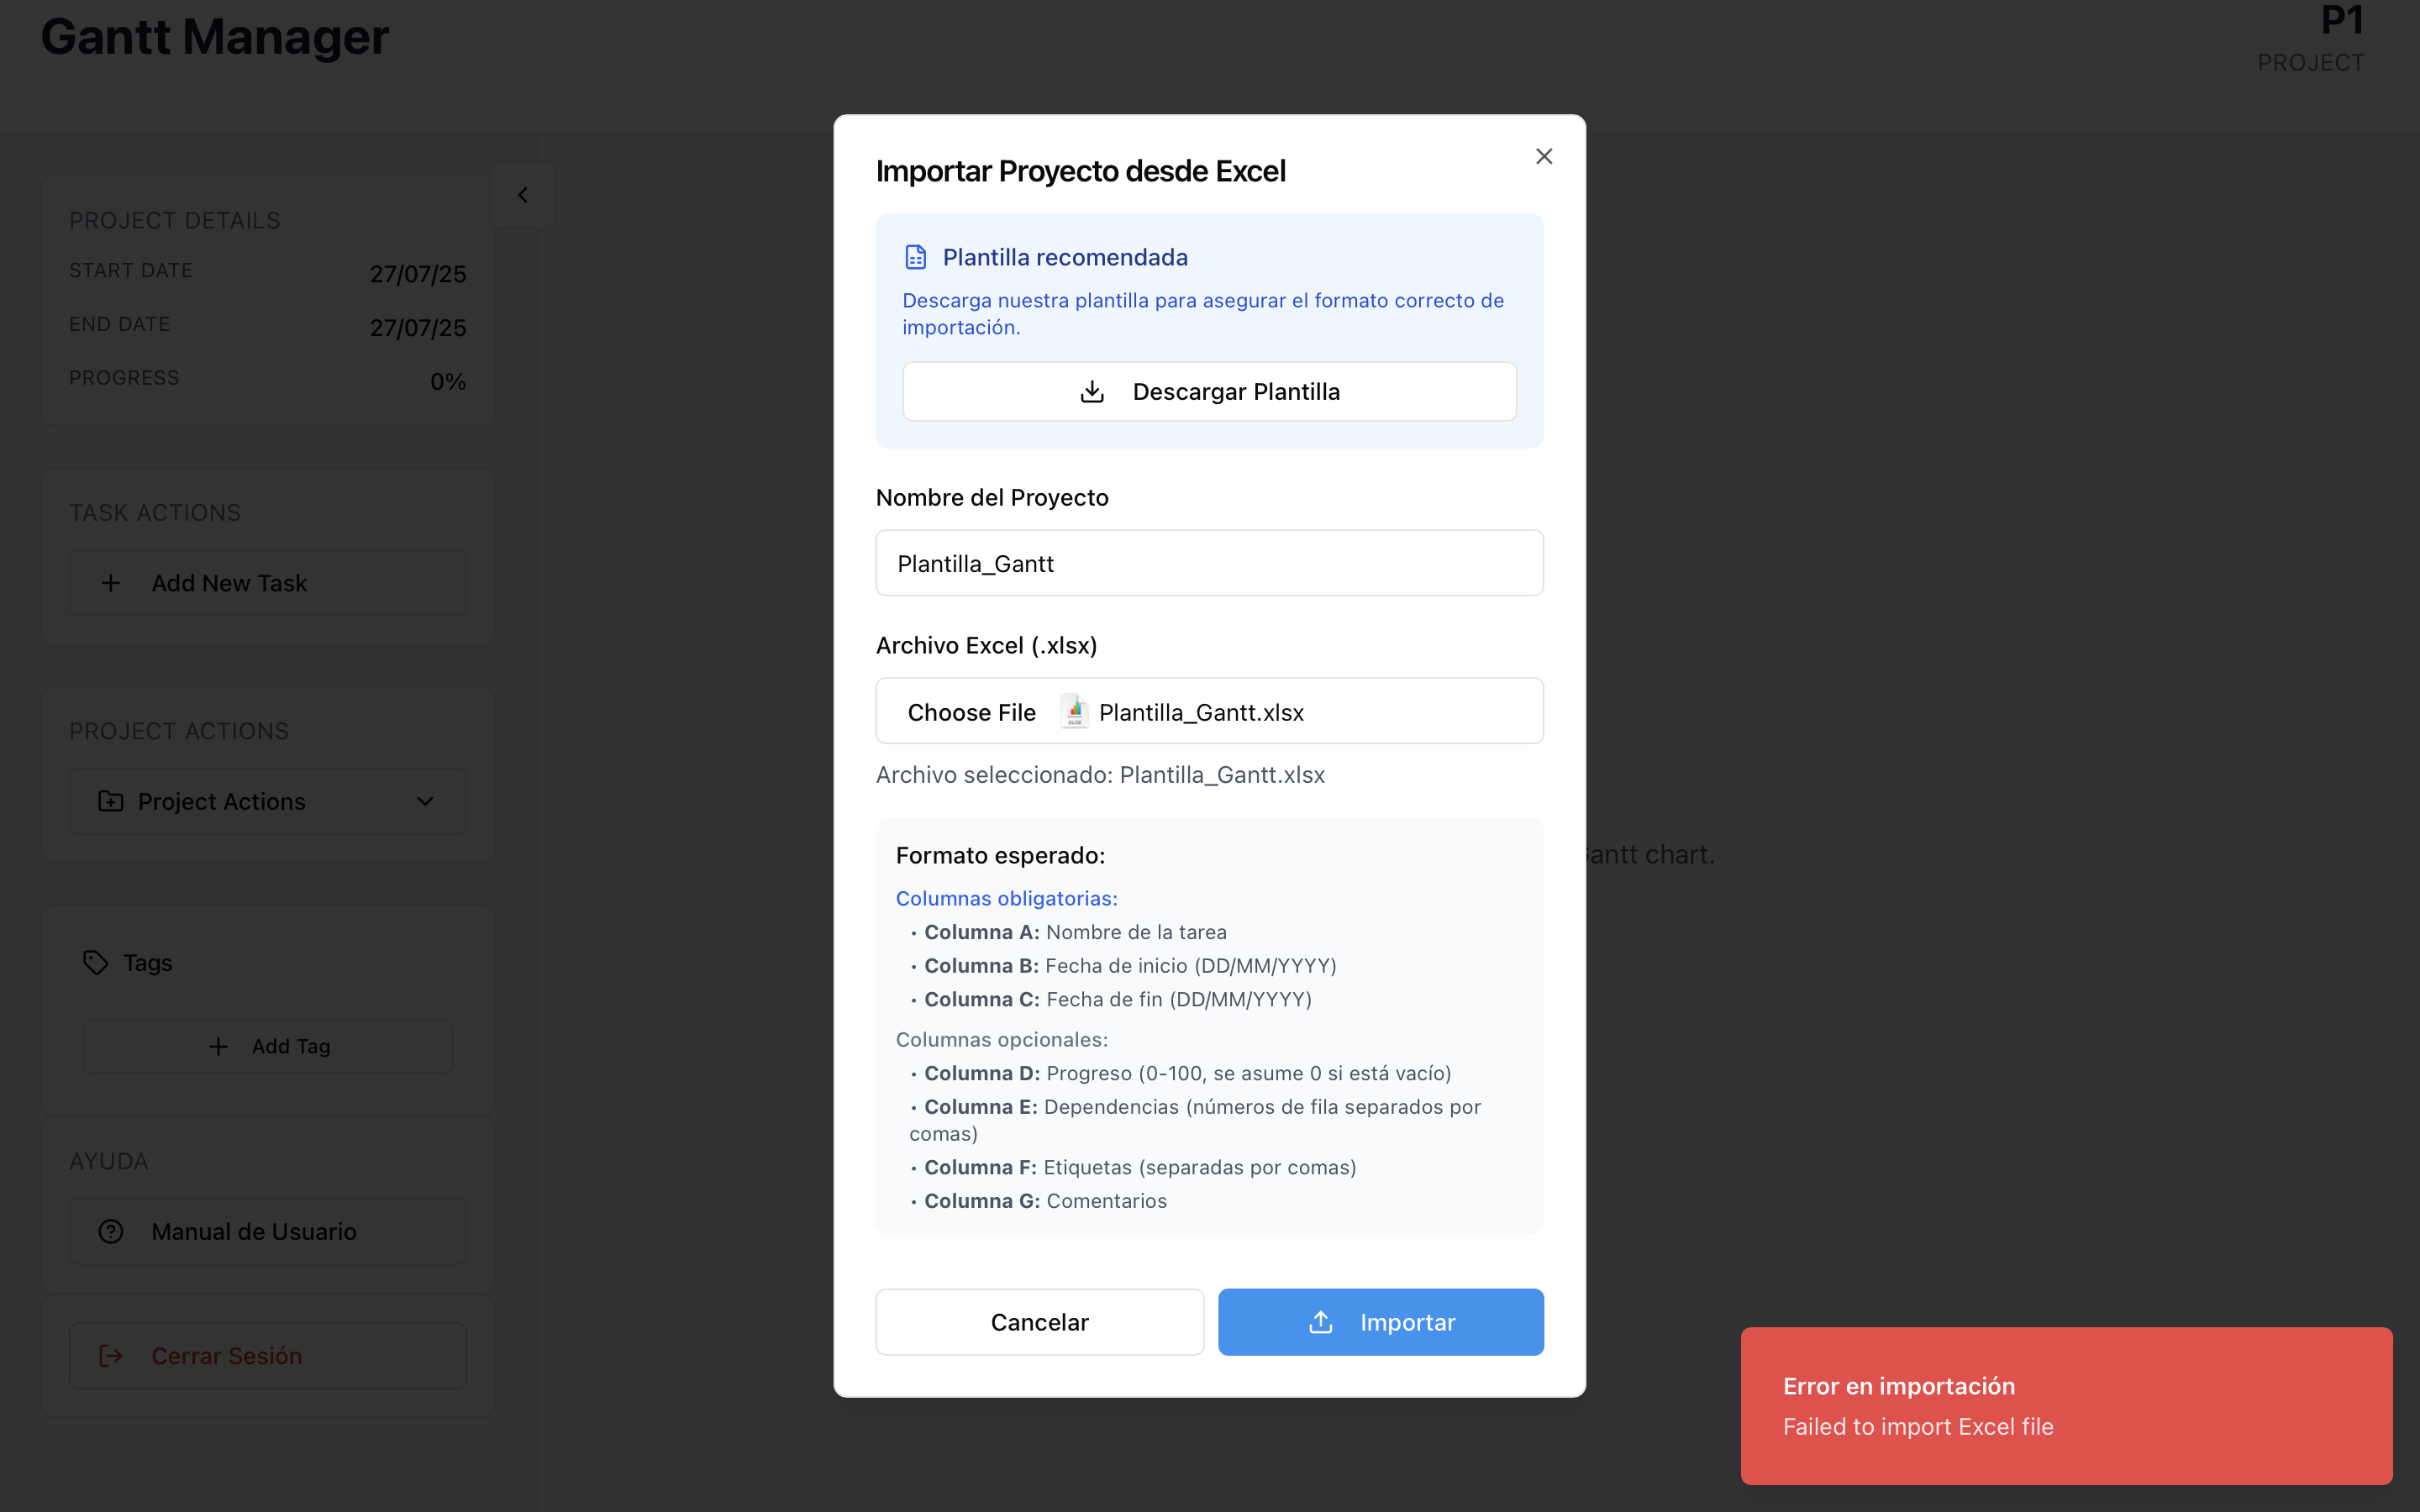 Gantt Manager
P1
PROJECT
PROJECT DETAILS
START DATE
27/07/25
END DATE
27/07/25
PROGRESS
0%
TASK ACTIONS
Add New Task
PROJECT ACTIONS
Project Actions
Tags
Add Tag
AYUDA
Manual de Usuario
Cerrar Sesión
Importar Proyecto desde Excel
Plantilla recomendada
Descarga nuestra plantilla para asegurar el formato correcto de
importación.
Descargar Plantilla
Nombre del Proyecto
Plantilla_Gantt
Archivo Excel (.xlsx)
Choose File Plantilla_Gantt.xlsx
Archivo seleccionado: Plantilla_Gantt.xlsx
Formato esperado:
Columnas obligatorias:
• Columna A: Nombre de la tarea
• Columna B: Fecha de inicio (DD/MM/YYYY)
• Columna C: Fecha de fin (DD/MM/YYYY)
Columnas opcionales:
• Columna D: Progreso (0-100, se asume 0 si está vacío)
• Columna E: Dependencias (números de fila separados por
comas)
• Columna F: Etiquetas (separadas por comas)
• Columna G: Comentarios
Cancelar
Importar
chart.
Error en importación
Failed to import Excel file